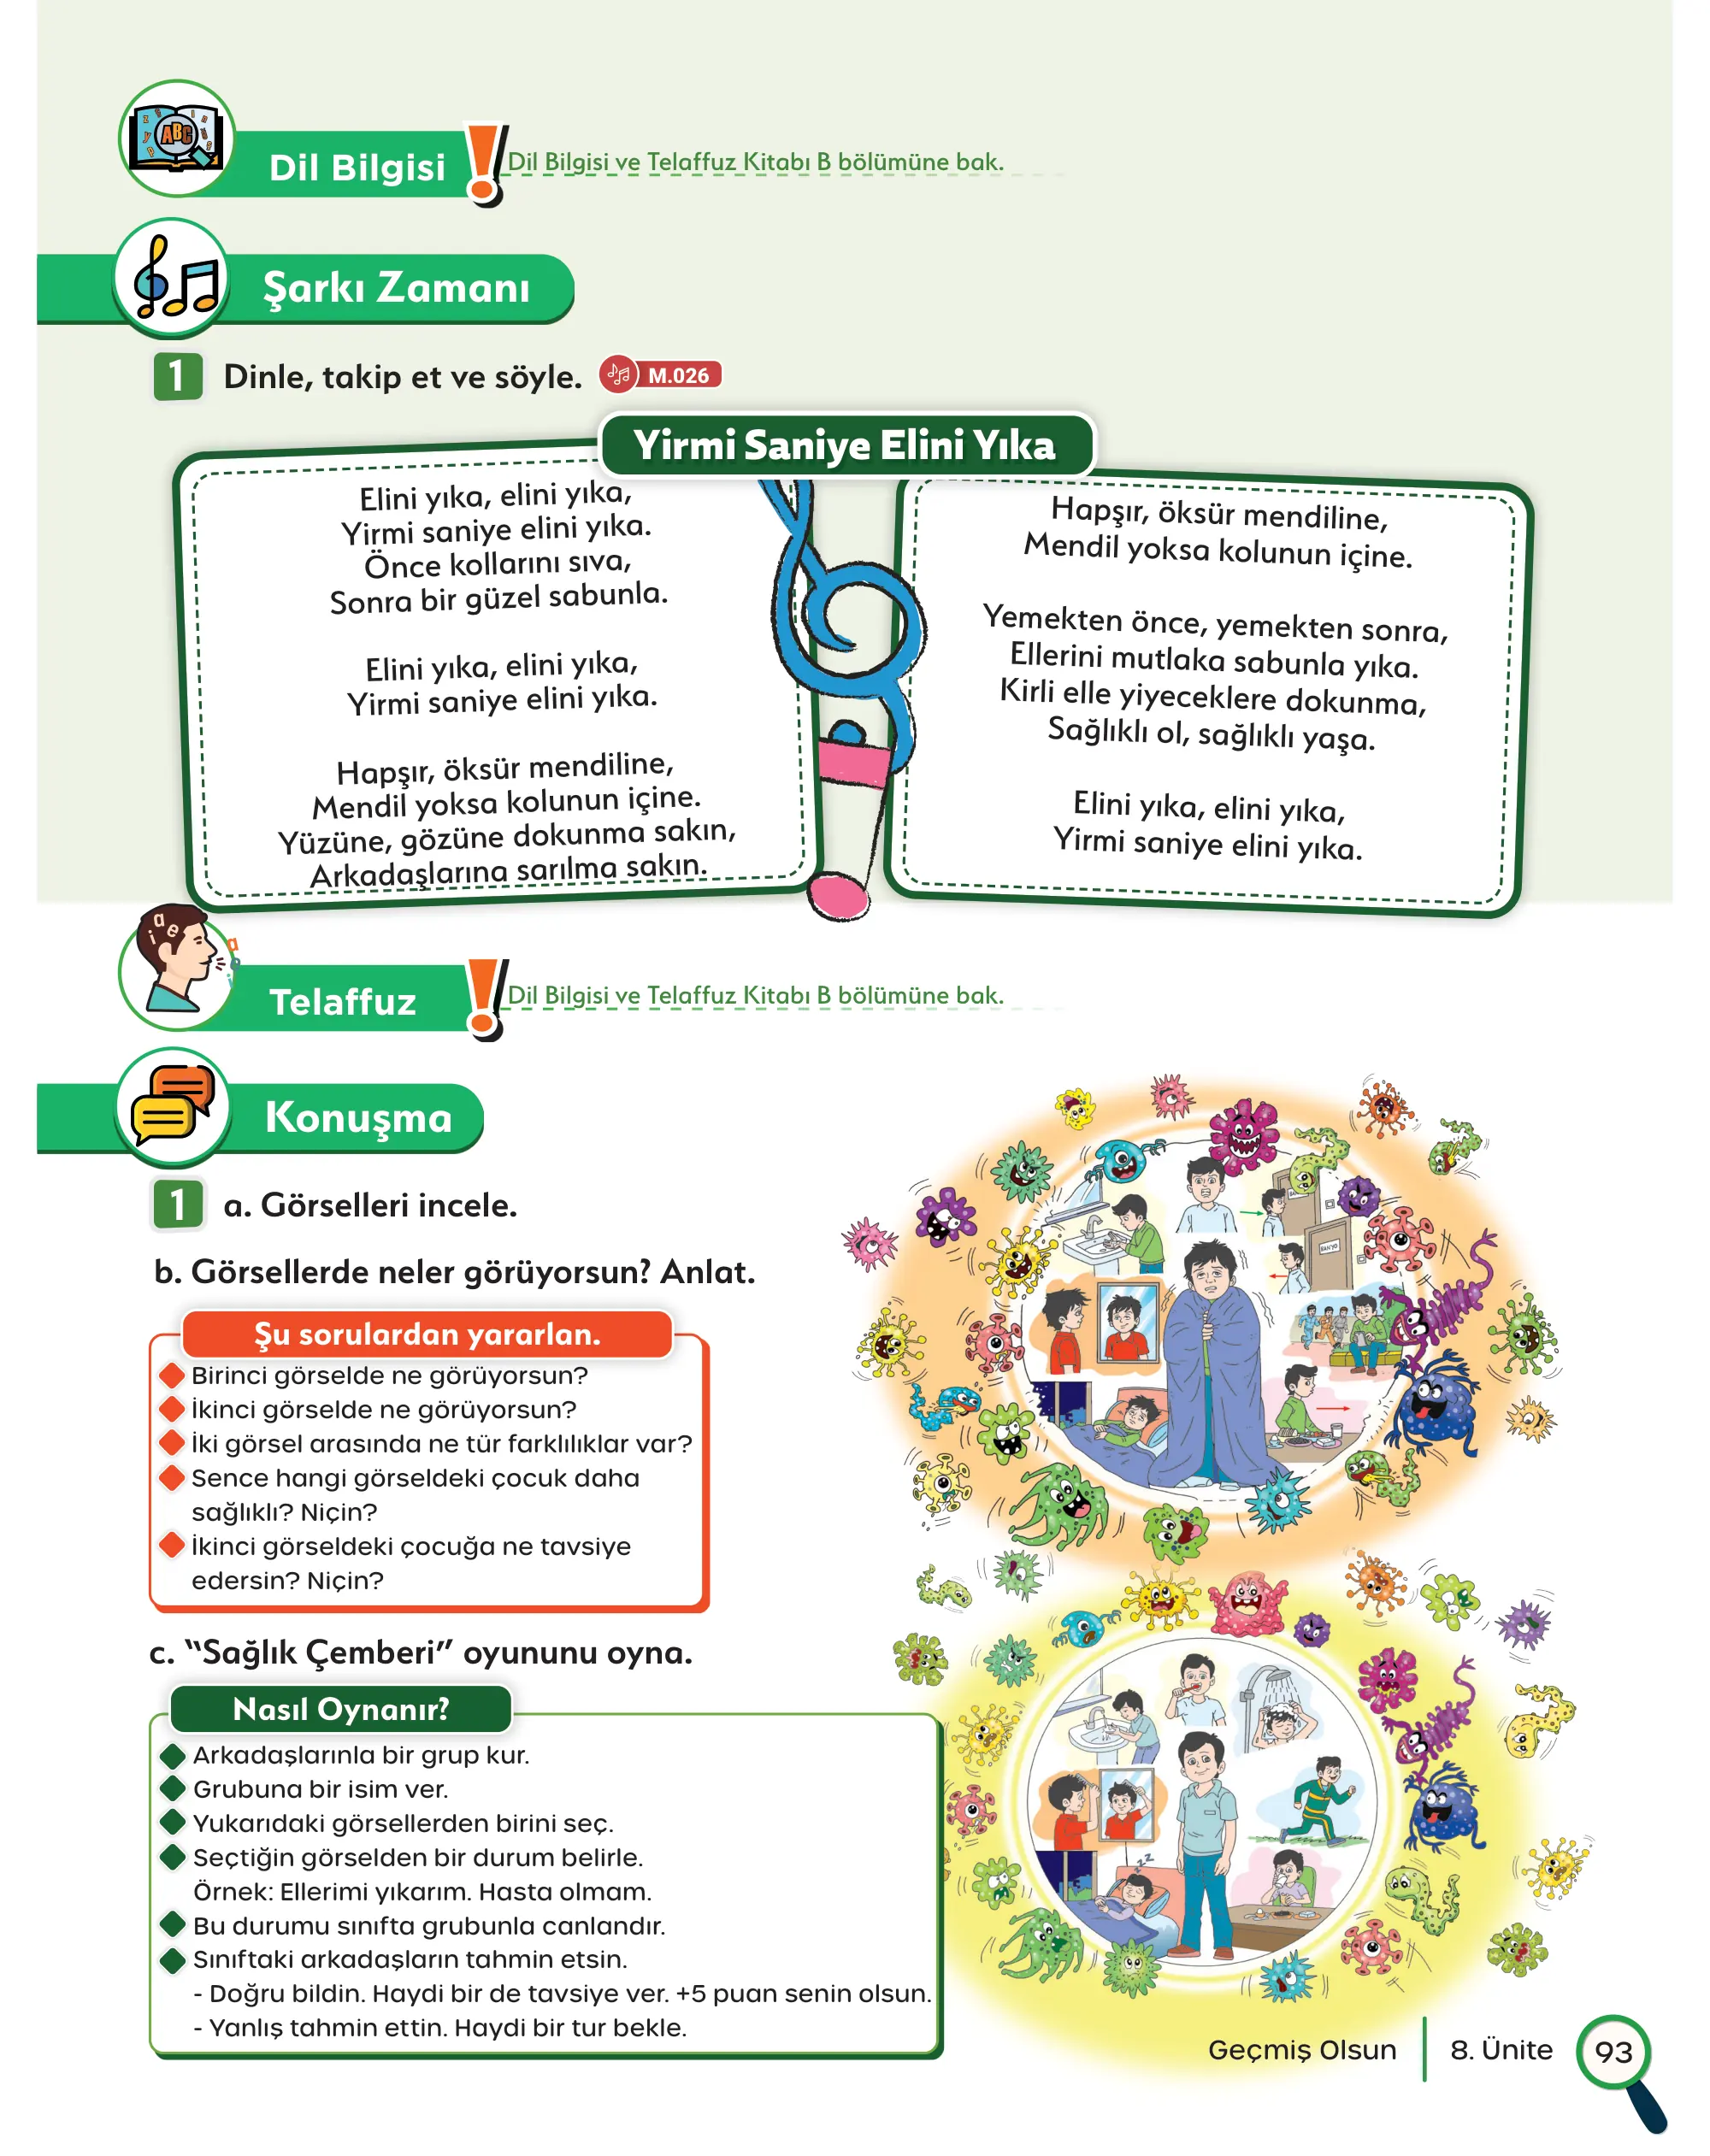 Dil Bilgisi
Dil Bilgisi ve Telaffuz Kitabı B bölümüne bak.
Şarkı Zamanı
1 Dinle, takip et ve söyle. M.026
Yirmi Saniye Elini Yıka
Elini yıka, elini yıka,
Yirmi saniye elini yıka.
Önce kollarını sıva,
Sonra bir güzel sabunla.
Elini yıka, elini yıka,
Yirmi saniye elini yıka.
Hapşır, öksür mendiline,
Mendil yoksa kolunun içine.
Yüzüne, gözüne dokunma sakın,
Arkadaşlarına sarılma sakın.
Hapşır, öksür mendiline,
Mendil yoksa kolunun içine.
Yemekten önce, yemekten sonra,
Ellerini mutlaka sabunla yıka.
Kirli elle yiyeceklere dokunma,
Sağlıklı ol, sağlıklı yaşa.
Elini yıka, elini yıka,
Yirmi saniye elini yıka.
Telaffuz
Dil Bilgisi ve Telaffuz Kitabı B bölümüne bak.
Konuşma
1 a. Görselleri incele.
b. Görsellerde neler görüyorsun? Anlat.
Şu sorulardan yararlan.
Birinci görselde ne görüyorsun?
İkinci görselde ne görüyorsun?
İki görsel arasında ne tür farklılıklar var?
Sence hangi görseldeki çocuk daha
sağlıklı? Niçin?
İkinci görseldeki çocuğa ne tavsiye
edersin? Niçin?
c. "Sağlık Çemberi" oyununu oyna.
Nasıl Oynanır?
Arkadaşlarınla bir grup kur.
Grubuna bir isim ver.
Yukarıdaki görsellerden birini seç.
Seçtiğin görselden bir durum belirle.
Örnek: Ellerimi yıkarım. Hasta olmam.
Bu durumu sınıfta grubunla canlandır.
Sınıftaki arkadaşların tahmin etsin.
- Doğru bildin. Haydi bir de tavsiye ver. +5 puan senin olsun.
- Yanlış tahmin ettin. Haydi bir tur bekle.
BANYO
zzz
Geçmiş Olsun
8. Ünite
93